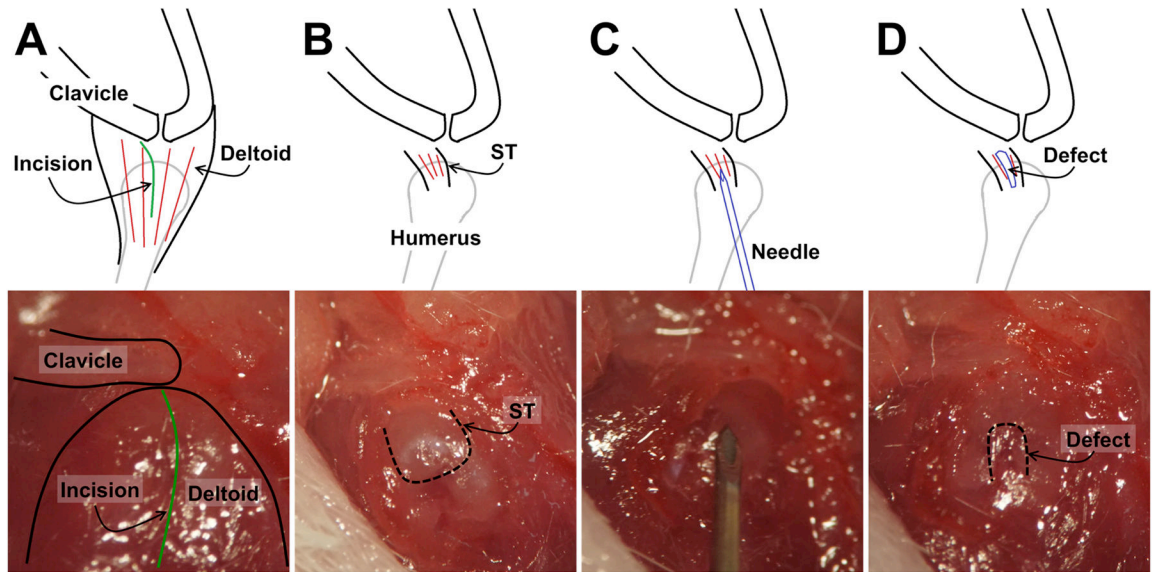 A
B
C
D
Clavicle
Incision
Deltoid
ST
Humerus
Needle
Defect
Clavicle
Incision
Deltoid
ST
Defect